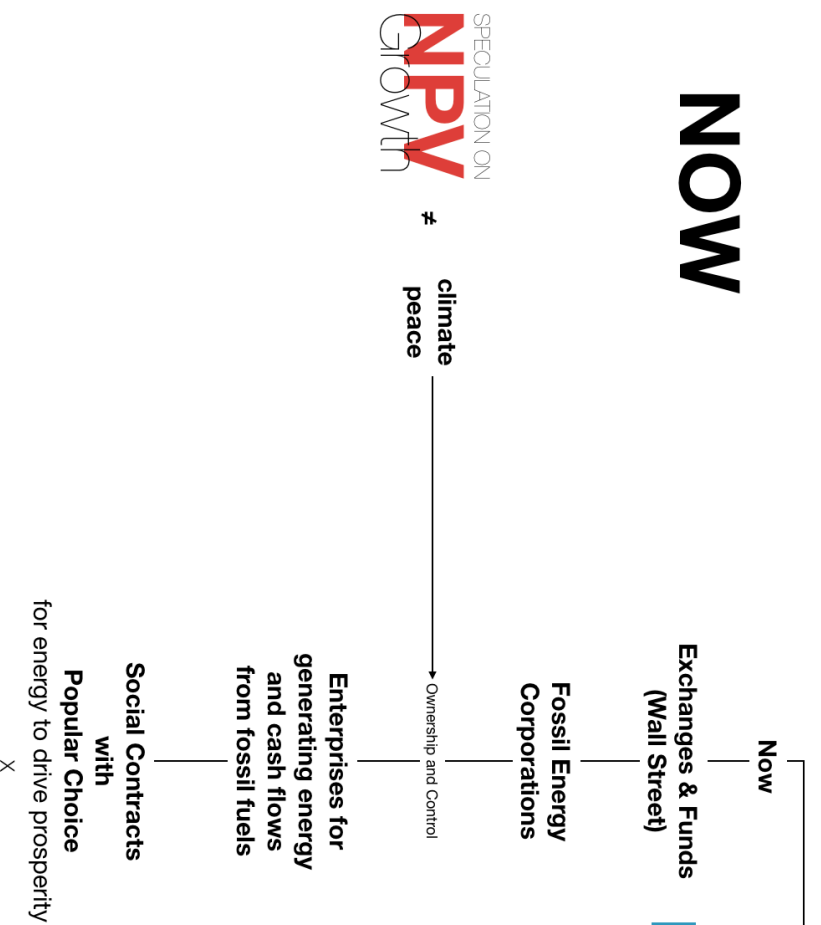 NOW
SPECULATION ON
NPV
Growth
≠
climate
peace
Now
Exchanges & Funds
(Wall Street)
Fossil Energy
Corporations
Ownership and Control
Enterprises for
generating energy
and cash flows
from fossil fuels
Social Contracts
with
Popular Choice
for energy to drive prosperity
X